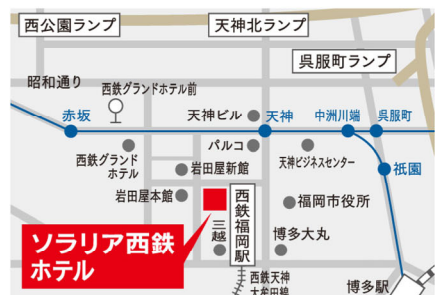 西公園ランプ
天神北ランプ
呉服町ランプ
昭和通り
西鉄グランドホテル前
天神ビル
赤坂
天神
中洲川端
呉服町
パルコ
西鉄グランド
ホテル
岩田屋新館
天神ビジネスセンター
祇園
岩田屋本館
西鉄福岡駅
福岡市役所
ソラリア西鉄
ホテル
三越
博多大丸
西鉄天神
大牟田線
博多駅